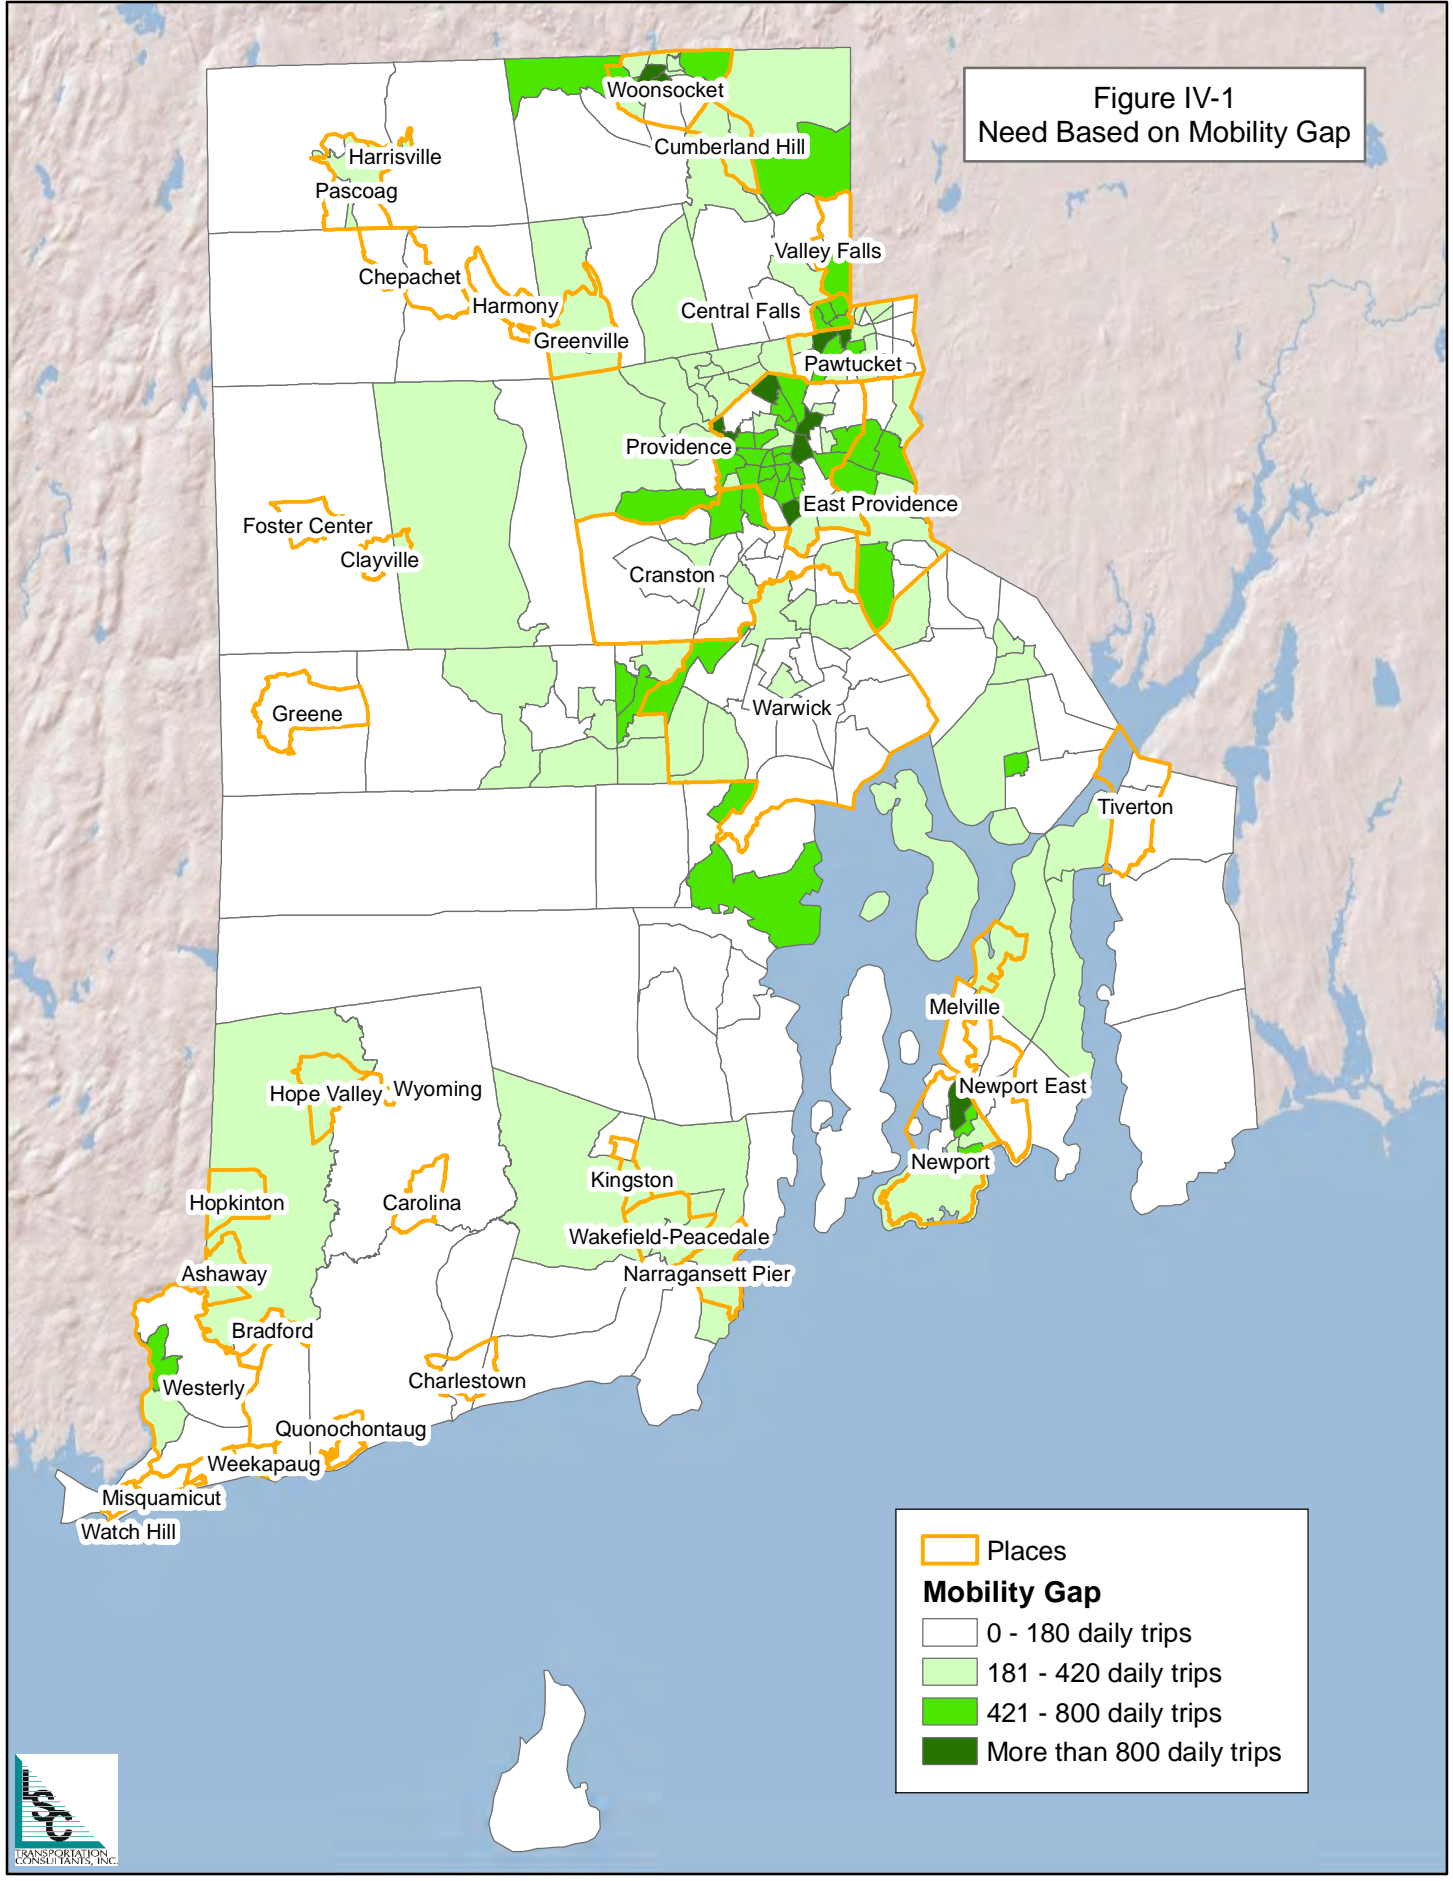 Figure IV-1
Need Based on Mobility Gap
Woonsocket
Cumberland Hill
Harrisville
Pascoag
Valley Falls
Chepachet
Harmony
Central Falls
Greenville
Pawtucket
Providence
East Providence
Foster Center
Clayville
Cranston
Greene
Warwick
Tiverton
Melville
Newport East
Hope Valley
Wyoming
Newport
Kingston
Hopkinton
Carolina
Wakefield-Peacedale
Ashaway
Narragansett Pier
Bradford
Westerly
Charlestown
Quonochontaug
Weekapaug
Misquamicut
Watch Hill
Places
Mobility Gap
0 - 180 daily trips
181 - 420 daily trips
421 - 800 daily trips
More than 800 daily trips
LSC
TRANSPORTATION
CONSULTANTS, INC.